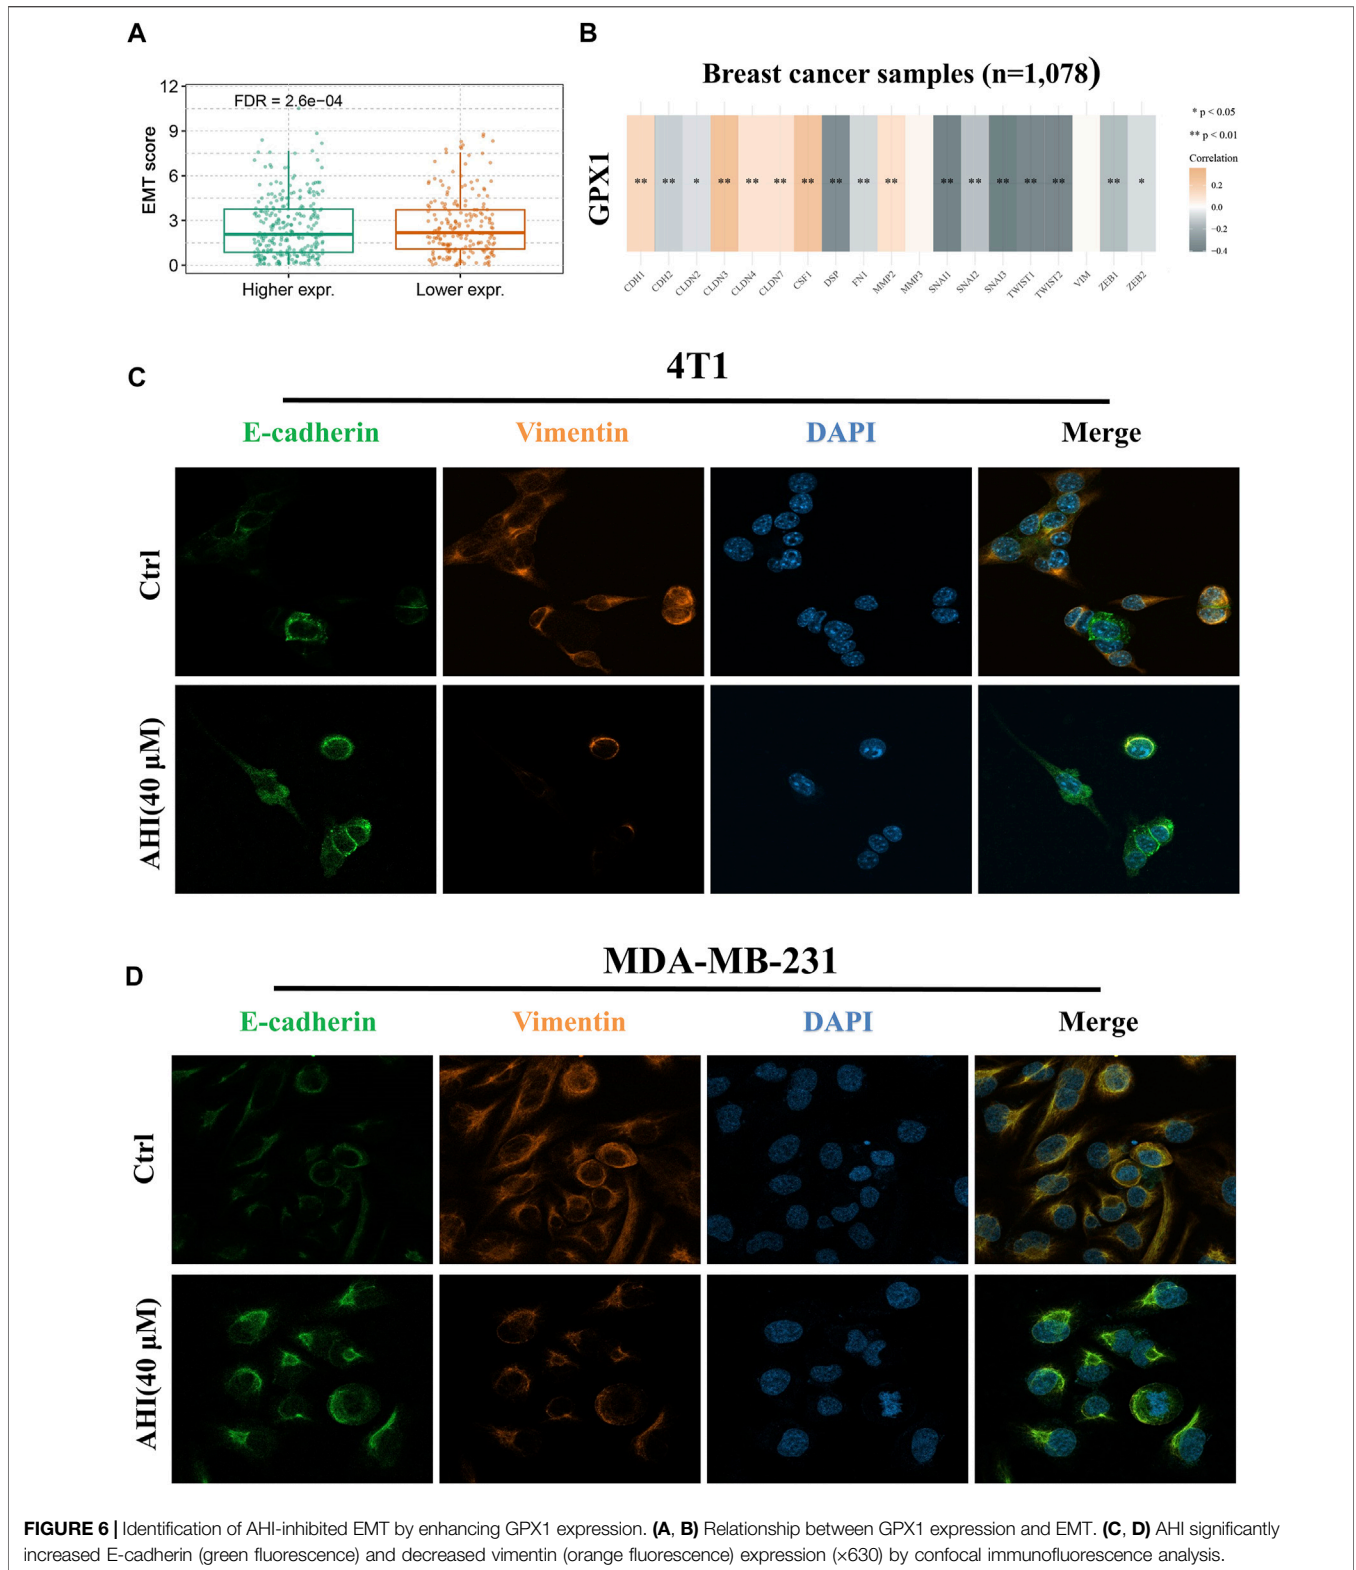 A
B
Breast cancer samples (n=1,078)
FDR = 2.6e−04
EMT score
12
9
6
3
0
Higher expr.
Lower expr.
GPX1
** ** * ** ** ** ** ** ** ** ** ** ** ** ** ** *
CDH1 CDH2 CLDN2 CLDN3 CLDN4 CLDN7 CSF1 DSP FN1 MMP2 MMP3 SNAI1 SNAI2 SNAI3 TWIST1 TWIST2 VIM ZEB1 ZEB2
* p < 0.05
** p < 0.01
Correlation
0.2
0.0
−0.2
−0.4
C
4T1
E-cadherin Vimentin DAPI Merge
Ctrl
AHI(40 μM)
D
MDA-MB-231
E-cadherin Vimentin DAPI Merge
Ctrl
AHI(40 μM)
FIGURE 6 | Identification of AHI-inhibited EMT by enhancing GPX1 expression. (A, B) Relationship between GPX1 expression and EMT. (C, D) AHI significantly
increased E-cadherin (green fluorescence) and decreased vimentin (orange fluorescence) expression (×630) by confocal immunofluorescence analysis.